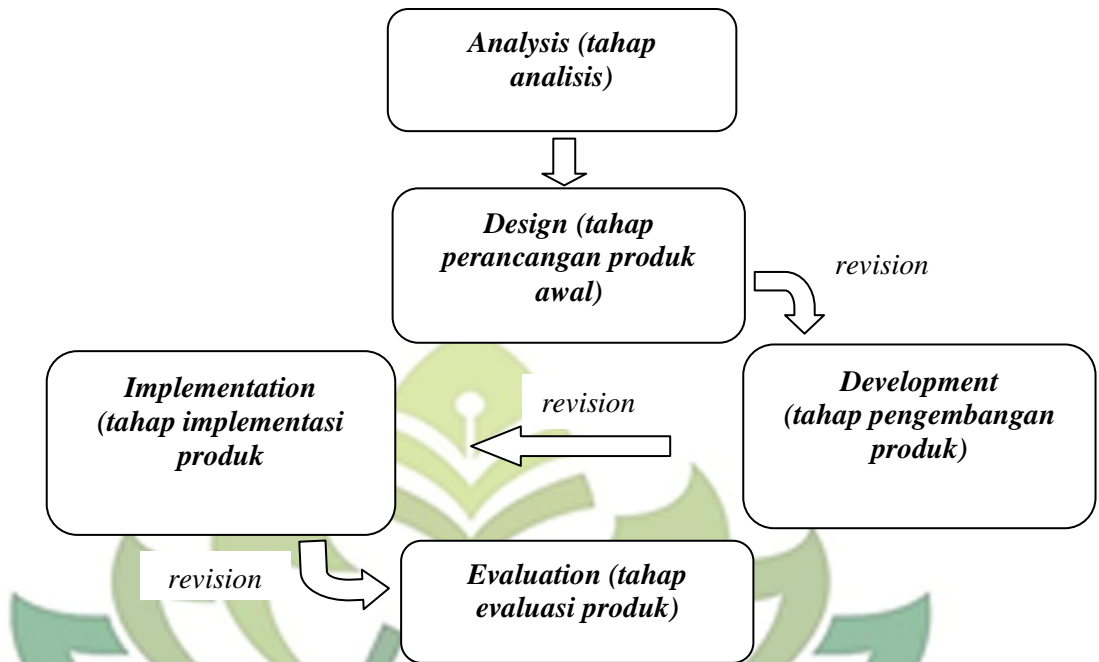 Analysis (tahap
analisis)
Design (tahap
perancangan produk
awal)
revision
Development
(tahap pengembangan
produk)
revision
Implementation
(tahap implementasi
produk
revision
Evaluation (tahap
evaluasi produk)